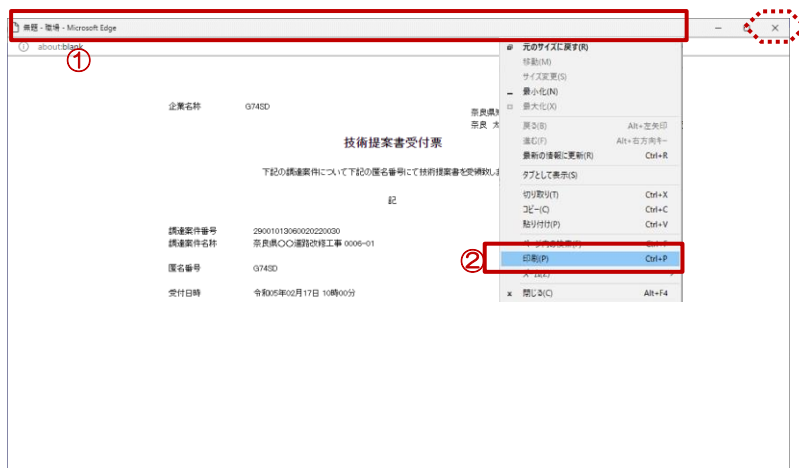 無題 - 職場 - Microsoft Edge
about:blank
①
元のサイズに戻す(R)
移動(M)
サイズ変更(S)
最小化(N)
最大化(X)
戻る(B) Alt+左矢印
進む(F) Alt+右方向キー
最新の情報に更新(R) Ctrl+R
タブとして表示(S)
切り取り(T) Ctrl+X
コピー(C) Ctrl+C
貼り付け(P) Ctrl+V
②
印刷(P) Ctrl+P
閉じる(C) Alt+F4
企業名称 G74SD
奈良県
奈良 太
技術提案書受付票
下記の調達案件について下記の匿名番号にて技術提案書を受領致しま
記
調達案件番号 29001013060020220030
調達案件名称 奈良県〇〇道路改修工事 0006-01
匿名番号 G74SD
受付日時 令和05年02月17日 10時00分